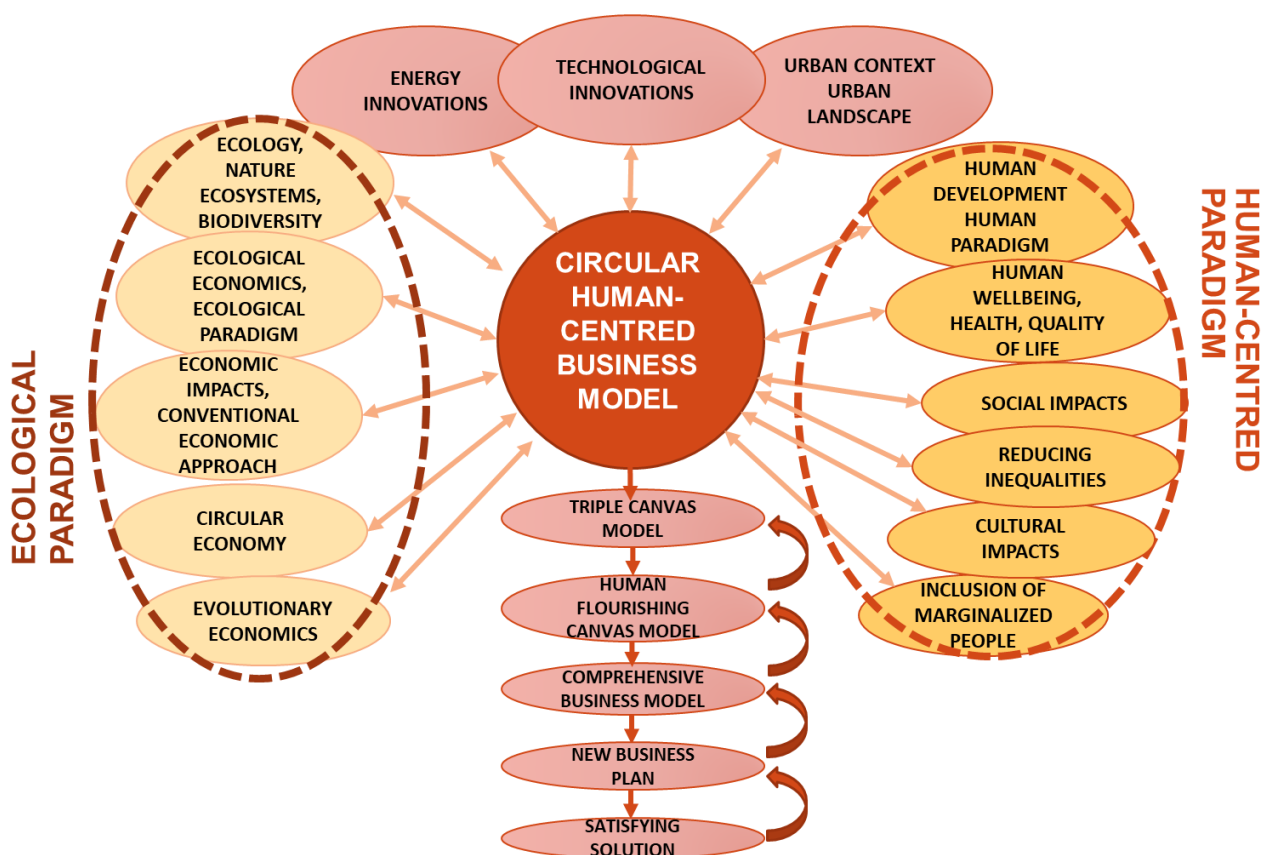 ENERGY
INNOVATIONS
TECHNOLOGICAL
INNOVATIONS
URBAN CONTEXT
URBAN
LANDSCAPE
ECOLOGICAL
PARADIGM
ECOLOGY,
NATURE
ECOSYSTEMS,
BIODIVERSITY
ECOLOGICAL
ECONOMICS,
ECOLOGICAL
PARADIGM
ECONOMIC
IMPACTS,
CONVENTIONAL
ECONOMIC
APPROACH
CIRCULAR
ECONOMY
EVOLUTIONARY
ECONOMICS
CIRCULAR
HUMAN-
CENTRED
BUSINESS
MODEL
TRIPLE CANVAS
MODEL
HUMAN
FLOURISHING
CANVAS MODEL
COMPREHENSIVE
BUSINESS MODEL
NEW BUSINESS
PLAN
SATISFYING
SOLUTION
HUMAN
DEVELOPMENT
HUMAN
PARADIGM
HUMAN
WELLBEING,
HEALTH, QUALITY
OF LIFE
SOCIAL IMPACTS
REDUCING
INEQUALITIES
CULTURAL
IMPACTS
INCLUSION OF
MARGINALIZED
PEOPLE
HUMAN-CENTRED
PARADIGM